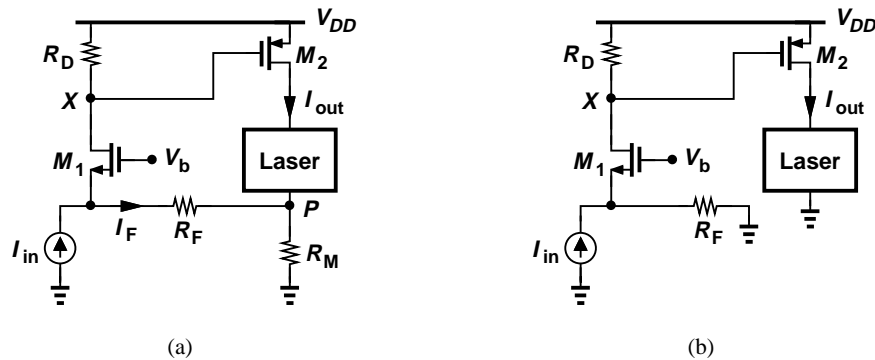 V_DD
R_D
M_2
X
I_out
M_1
V_b
Laser
P
I_F
R_F
I_in
R_M
(a)
V_DD
R_D
M_2
X
I_out
M_1
V_b
Laser
R_F
I_in
(b)